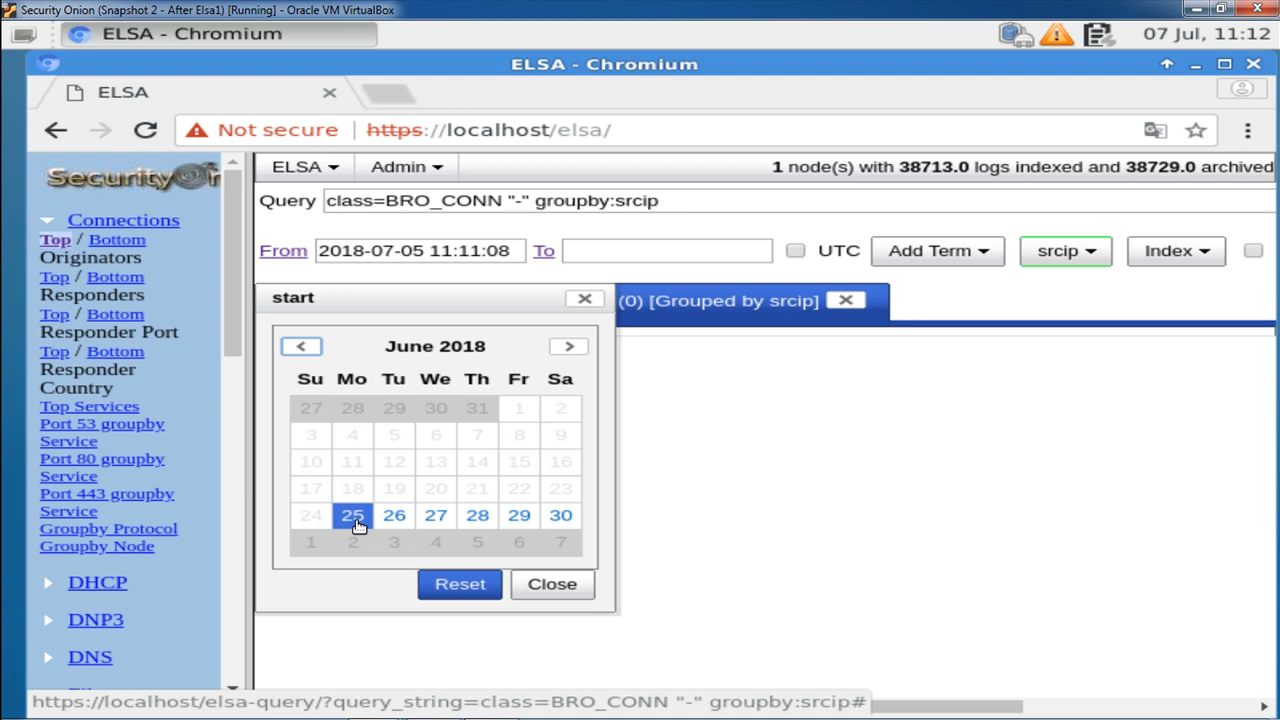 Security Onion (Snapshot 2 - After Elsa1) [Running] - Oracle VM VirtualBox
ELSA - Chromium
07 Jul, 11:12
ELSA - Chromium
ELSA
Not secure
https://localhost/elsa/
ELSA
Admin
1 node(s) with 38713.0 logs indexed and 38729.0 archived
Query
class=BRO_CONN "-" groupby:srcip
From
2018-07-05 11:11:08
To
UTC
Add Term
srcip
Index
(0) [Grouped by srcip]
Connections
Top / Bottom
Originators
Top / Bottom
Responders
Top / Bottom
Responder Port
Top / Bottom
Responder
Country
Top Services
Port 53 groupby
Service
Port 80 groupby
Service
Port 443 groupby
Service
Groupby Protocol
Groupby Node
DHCP
DNP3
DNS
start
< June 2018 >
Su Mo Tu We Th Fr Sa
27 28 29 30 31 1 2
3 4 5 6 7 8 9
10 11 12 13 14 15 16
17 18 19 20 21 22 23
24 25 26 27 28 29 30
1 2 3 4 5 6 7
Reset
Close
https://localhost/elsa-query/?query_string=class=BRO_CONN "-" groupby:srcip#